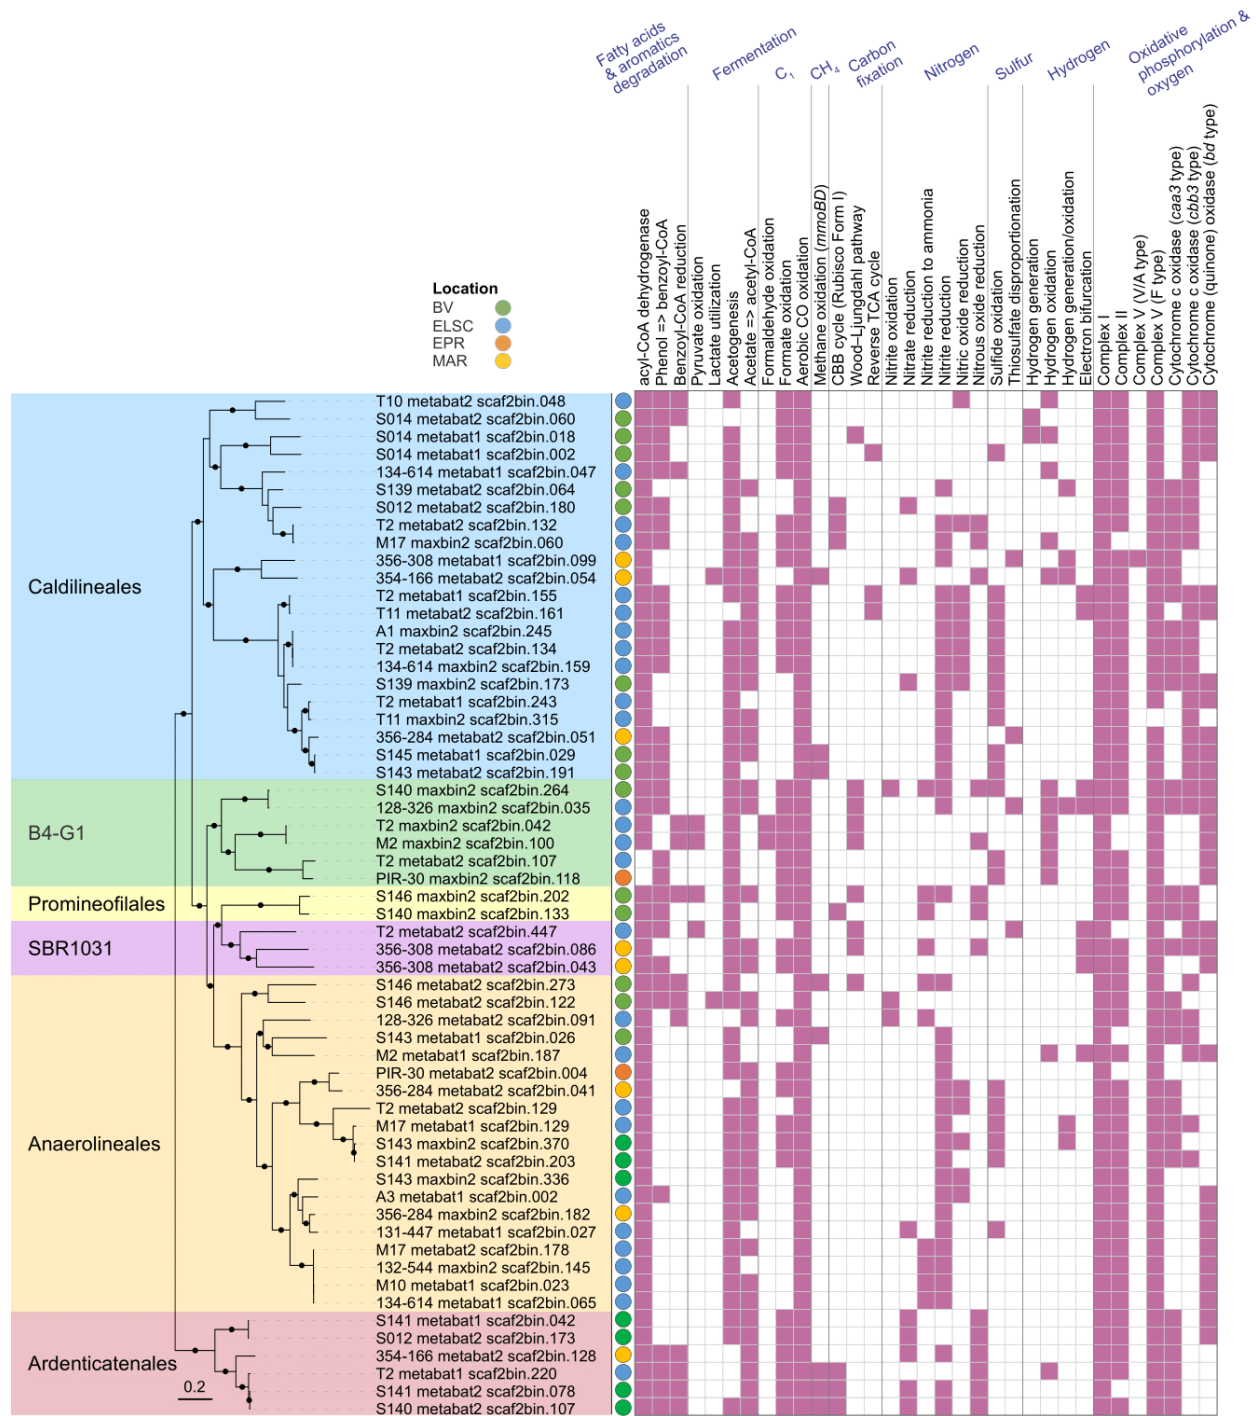 Fatty acids
& aromatics
degradation
Fermentation
C1
CH4
Carbon
fixation
Nitrogen
Sulfur
Hydrogen
Oxidative
phosphorylation &
oxygen
acyl-CoA dehydrogenase
Phenol => benzoyl-CoA
Benzoyl-CoA reduction
Pyruvate oxidation
Lactate utilization
Acetogenesis
Acetate => acetyl-CoA
Formaldehyde oxidation
Formate oxidation
Aerobic CO oxidation
Methane oxidation (mmoBD)
CBB cycle (Rubisco Form I)
Wood–Ljungdahl pathway
Reverse TCA cycle
Nitrite oxidation
Nitrate reduction
Nitrite reduction to ammonia
Nitrite reduction
Nitric oxide reduction
Nitrous oxide reduction
Sulfide oxidation
Thiosulfate disproportionation
Hydrogen generation
Hydrogen oxidation
Hydrogen generation/oxidation
Electron bifurcation
Complex I
Complex II
Complex V (V/A type)
Complex V (F type)
Cytochrome c oxidase (caa3 type)
Cytochrome c oxidase (cbb3 type)
Cytochrome (quinone) oxidase (bd type)
Location
BV
ELSC
EPR
MAR
Caldilineales
T10 metabat2 scaf2bin.048
S014 metabat2 scaf2bin.060
S014 metabat1 scaf2bin.018
S014 metabat1 scaf2bin.002
134-614 metabat1 scaf2bin.047
S139 metabat2 scaf2bin.064
S012 metabat2 scaf2bin.180
T2 metabat2 scaf2bin.132
M17 maxbin2 scaf2bin.060
356-308 metabat1 scaf2bin.099
354-166 metabat2 scaf2bin.054
T2 metabat1 scaf2bin.155
T11 metabat2 scaf2bin.161
A1 maxbin2 scaf2bin.245
T2 metabat2 scaf2bin.134
134-614 maxbin2 scaf2bin.159
S139 maxbin2 scaf2bin.173
T2 metabat1 scaf2bin.243
T11 maxbin2 scaf2bin.315
356-284 metabat2 scaf2bin.051
S145 metabat1 scaf2bin.029
S143 metabat2 scaf2bin.191
B4-G1
S140 maxbin2 scaf2bin.264
128-326 maxbin2 scaf2bin.035
T2 maxbin2 scaf2bin.042
M2 maxbin2 scaf2bin.100
T2 metabat2 scaf2bin.107
PIR-30 maxbin2 scaf2bin.118
Promineofilales
S146 maxbin2 scaf2bin.202
S140 maxbin2 scaf2bin.133
SBR1031
T2 metabat2 scaf2bin.447
356-308 metabat2 scaf2bin.086
356-308 metabat2 scaf2bin.043
Anaerolineales
S146 metabat2 scaf2bin.273
S146 metabat2 scaf2bin.122
128-326 metabat2 scaf2bin.091
S143 metabat1 scaf2bin.026
M2 metabat1 scaf2bin.187
PIR-30 metabat2 scaf2bin.004
356-284 metabat2 scaf2bin.041
T2 metabat2 scaf2bin.129
M17 metabat1 scaf2bin.129
S143 maxbin2 scaf2bin.370
S141 metabat2 scaf2bin.203
S143 maxbin2 scaf2bin.336
A3 metabat1 scaf2bin.002
356-284 maxbin2 scaf2bin.182
131-447 metabat1 scaf2bin.027
M17 metabat2 scaf2bin.178
132-544 maxbin2 scaf2bin.145
M10 metabat1 scaf2bin.023
134-614 metabat1 scaf2bin.065
Ardenticatenales
S141 metabat1 scaf2bin.042
S012 metabat2 scaf2bin.173
354-166 metabat2 scaf2bin.128
T2 metabat1 scaf2bin.220
S141 metabat2 scaf2bin.078
S140 metabat2 scaf2bin.107
0.2